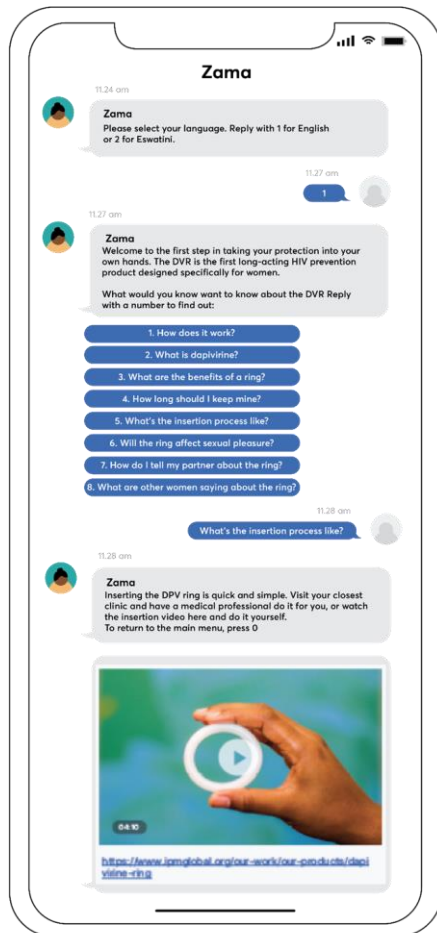 Zama
11.24 am
Zama
Please select your language. Reply with 1 for English
or 2 for Eswatini.
11.27 am
1
11.27 am
Zama
Welcome to the first step in taking your protection into your
own hands. The DVR is the first long-acting HIV prevention
product designed specifically for women.
What would you know want to know about the DVR Reply
with a number to find out:
1. How does it work?
2. What is dapivirine?
3. What are the benefits of a ring?
4. How long should I keep mine?
5. What's the insertion process like?
6. Will the ring affect sexual pleasure?
7. How do I tell my partner about the ring?
8. What are other women saying about the ring?
11.28 am
What's the insertion process like?
11.28 am
Zama
Inserting the DPV ring is quick and simple. Visit your closest
clinic and have a medical professional do it for you, or watch
the insertion video here and do it yourself.
To return to the main menu, press 0
04:10
https://www.ipmglobal.org/our-work/our-products/dapi
virine-ring